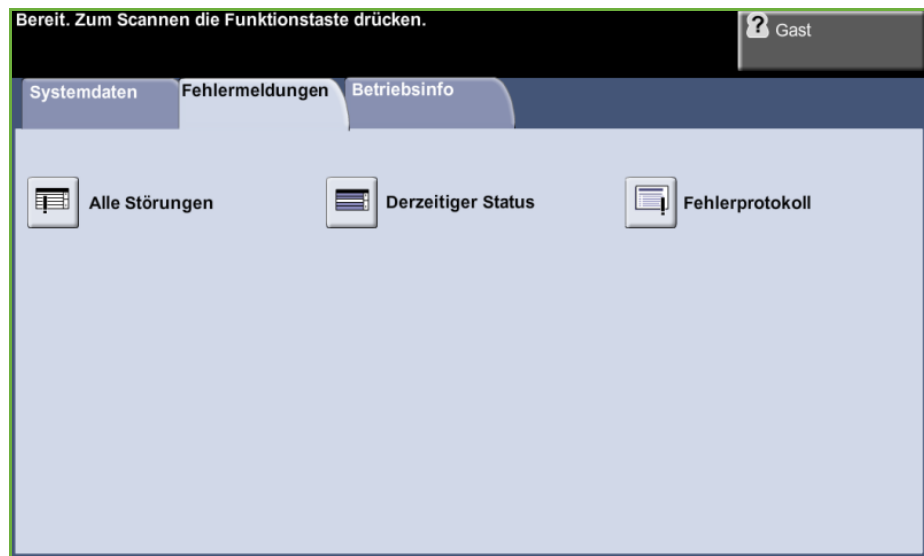 Bereit. Zum Scannen die Funktionstaste drücken.
? Gast
Systemdaten
Fehlermeldungen
Betriebsinfo
Alle Störungen
Derzeitiger Status
Fehlerprotokoll